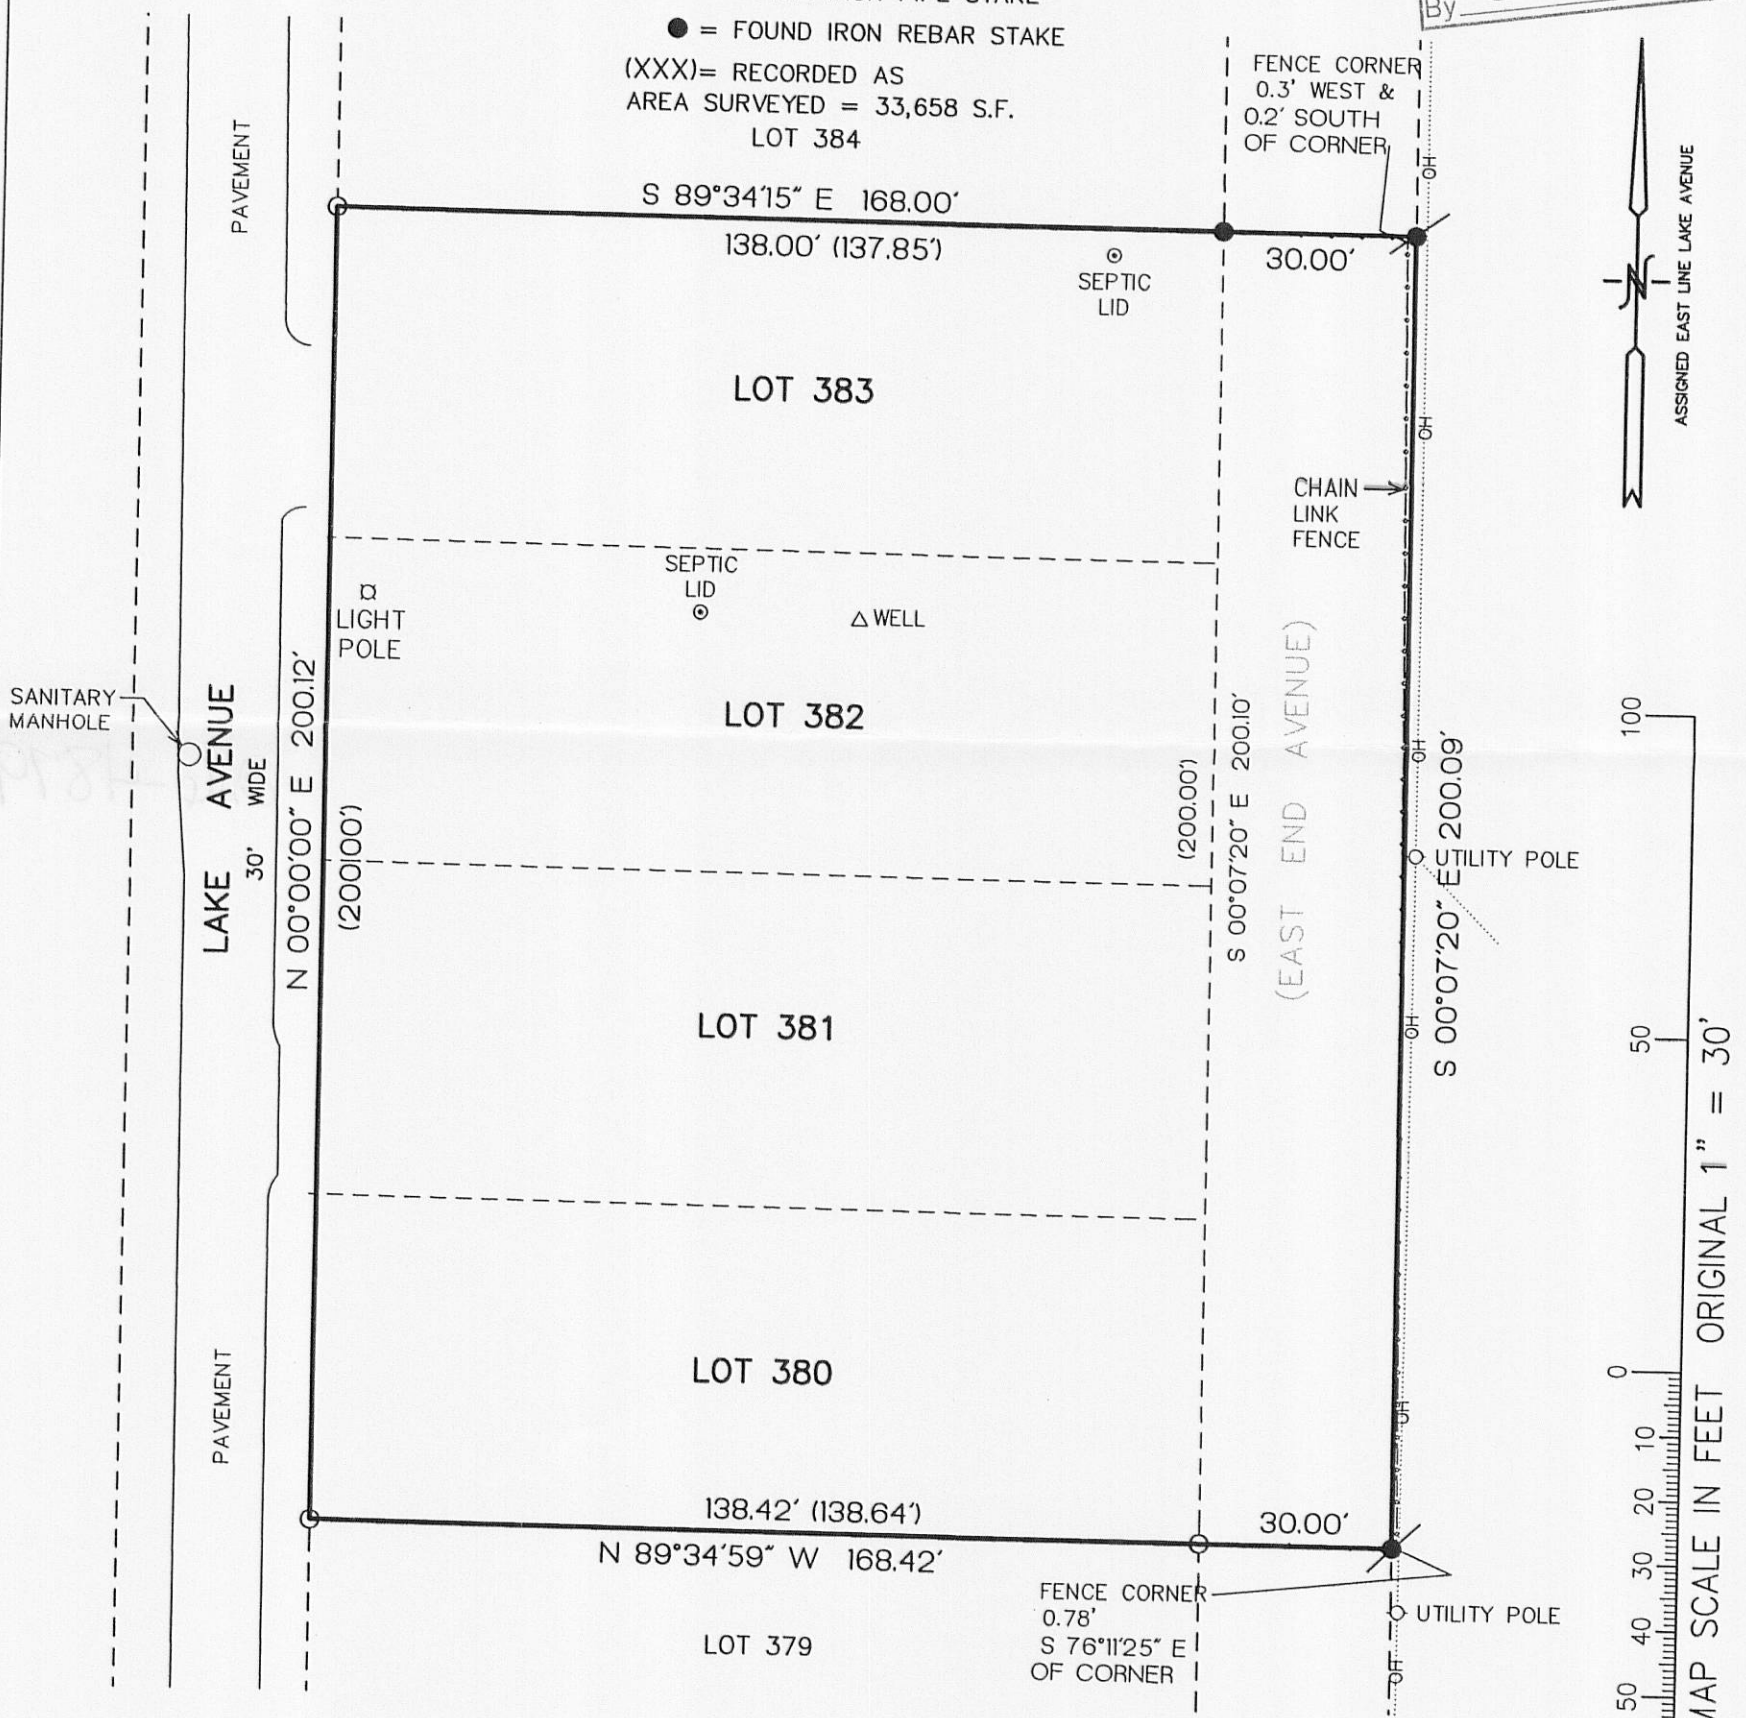 By
● = FOUND IRON REBAR STAKE
(XXX)= RECORDED AS
AREA SURVEYED = 33,658 S.F.
LOT 384
FENCE CORNER
0.3' WEST &
0.2' SOUTH
OF CORNER
OH
PAVEMENT
S 89°34'15" E 168.00'
138.00' (137.85')
30.00'
SEPTIC
LID
N
ASSIGNED EAST LINE LAKE AVENUE
LOT 383
OH
CHAIN
LINK
FENCE
SEPTIC
LID
LIGHT
POLE
WELL
SANITARY
MANHOLE
LAKE AVENUE
30' WIDE
N 00°00'00" E 200.12'
(200.00')
LOT 382
(200.00')
S 00°07'20" E 200.10'
(EAST END AVENUE)
OH
S 00°07'20" E 200.09'
UTILITY POLE
LOT 381
OH
LOT 380
OH
PAVEMENT
138.42' (138.64')
30.00'
N 89°34'59" W 168.42'
FENCE CORNER
0.78'
S 76°11'25" E
OF CORNER
UTILITY POLE
OH
LOT 379
100
50
0
10
20
30
40
50
MAP SCALE IN FEET ORIGINAL 1" = 30'